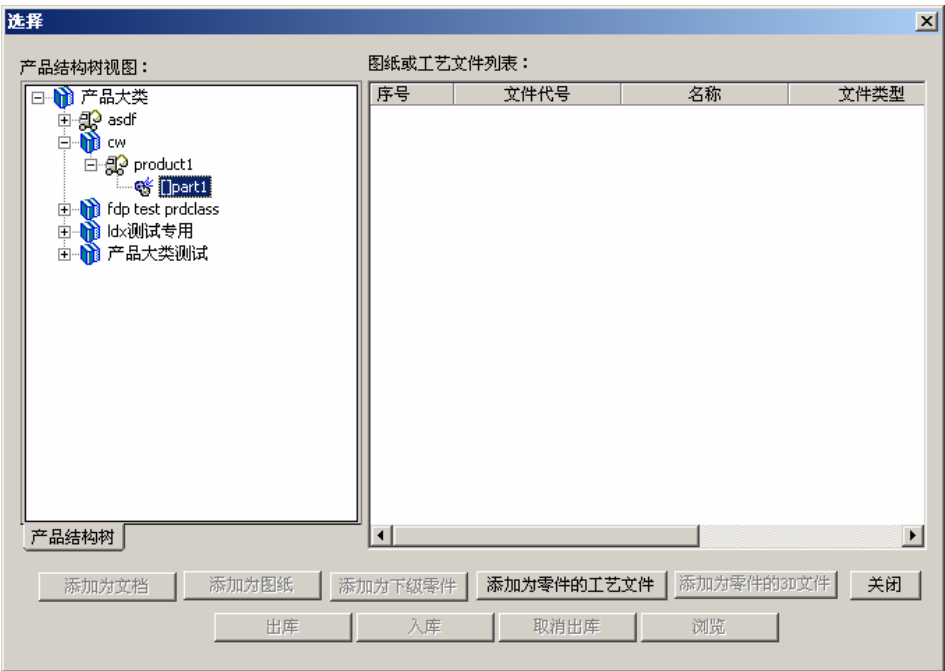 选择
产品结构树视图：
产品大类
asdf
cw
product1
[]part1
fdp test prdclass
ldx测试专用
产品大类测试
产品结构树
图纸或工艺文件列表：
序号 文件代号 名称 文件类型
添加为文档 添加为图纸 添加为下级零件 添加为零件的工艺文件 添加为零件的3D文件 关闭
出库 入库 取消出库 浏览